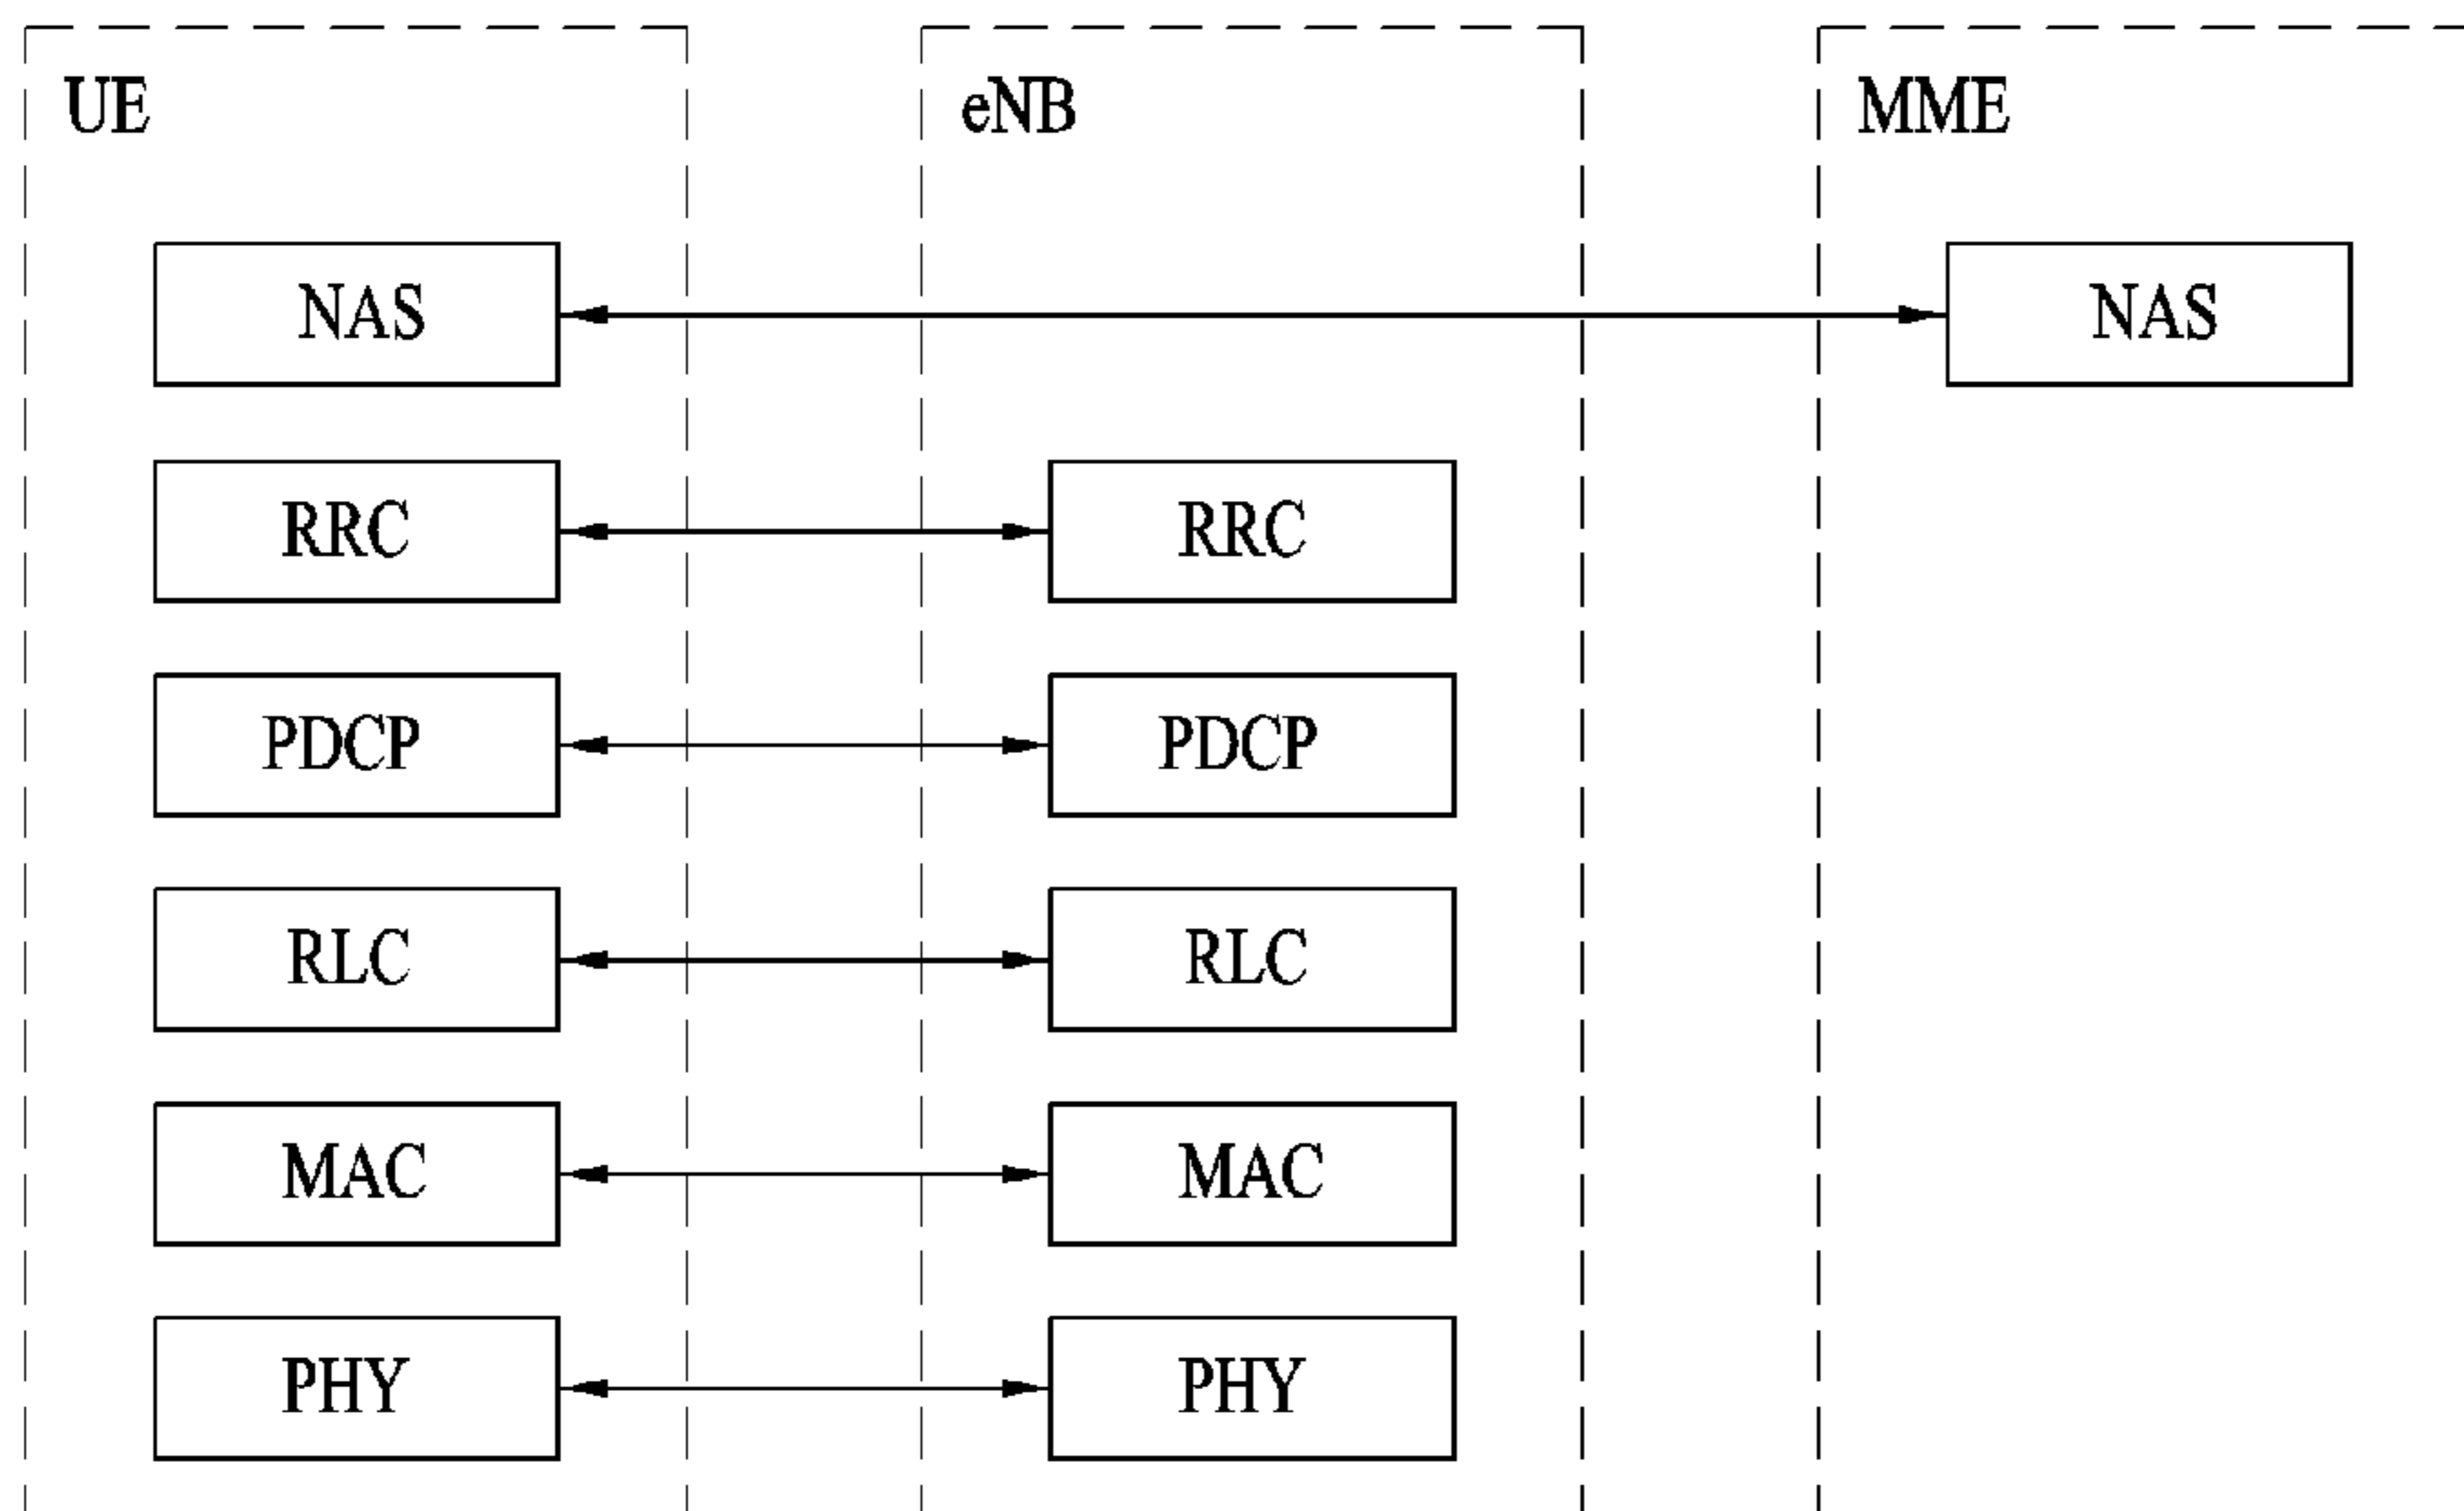 UE
eNB
MME
NAS
NAS
RRC
RRC
PDCP
PDCP
RLC
RLC
MAC
MAC
PHY
PHY